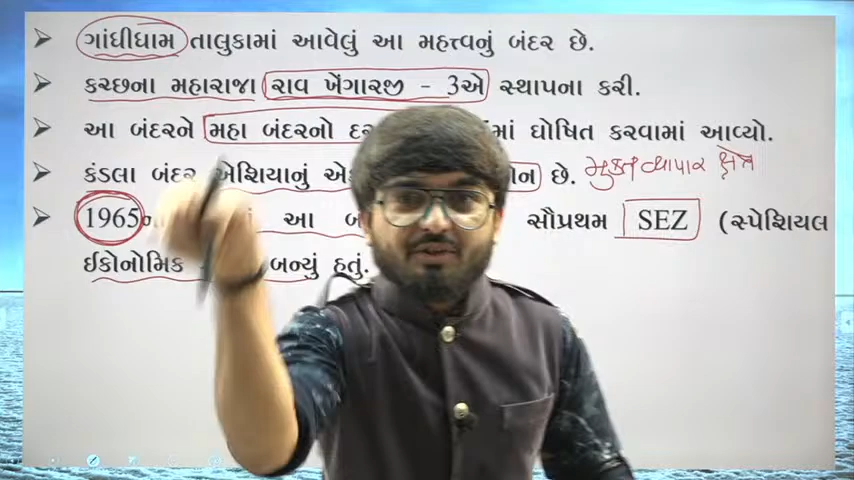 ગાંધીધામ તાલુકામાં આવેલું આ મહત્ત્વનું બંદર છે.
કચ્છના મહારાજા રાવ ખેંગારજી - 3એ સ્થાપના કરી.
આ બંદરને મહા બંદરનો માં ઘોષિત કરવામાં આવ્યો.
કંડલા બંદર એશિયાનું છે. મુક્ત વ્યાપાર ક્ષેત્ર
1965 આ સૌપ્રથમ SEZ (સ્પેશિયલ
ઈકોનોમિક બન્યું હતું.